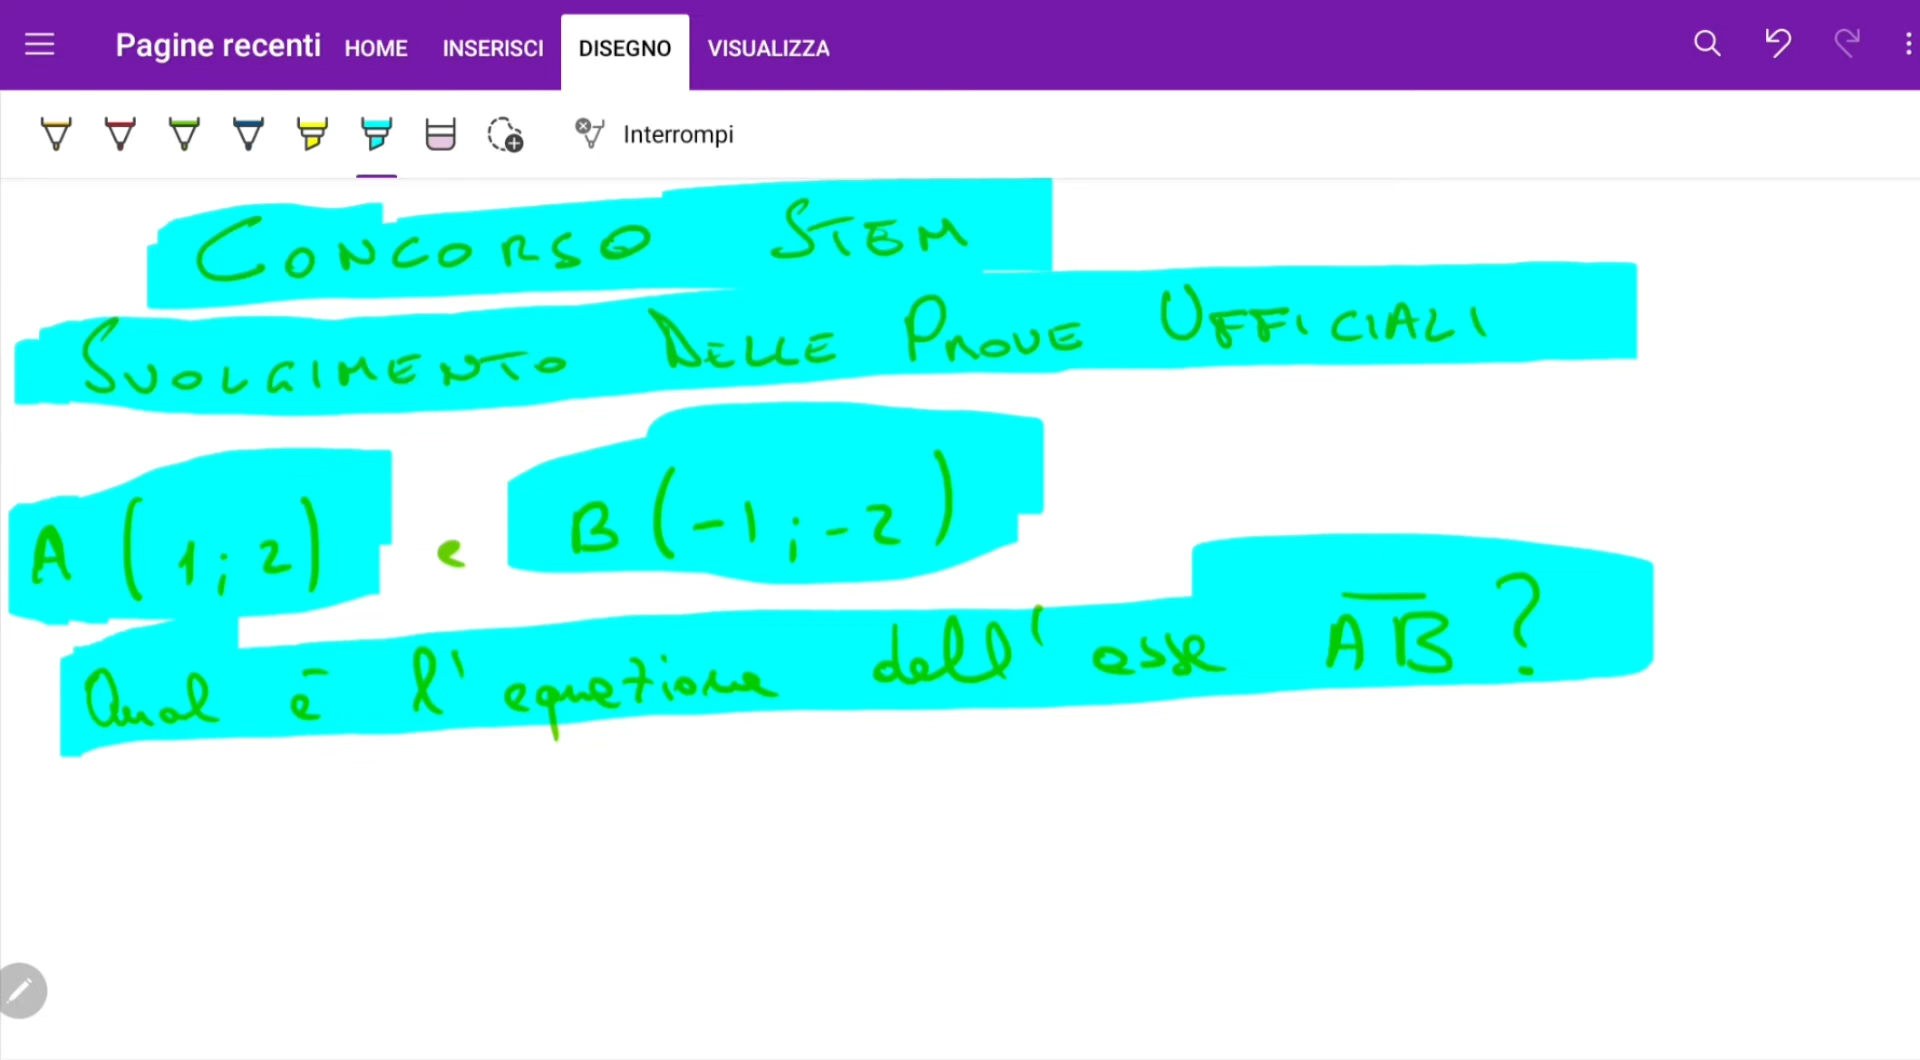 Pagine recenti HOME INSERISCI DISEGNO VISUALIZZA
Interrompi
CONCORSO STEM
SVOLGIMENTO DELLE PROVE UFFICIALI
A (1;2) e B (-1;-2)
Qual è l'equazione dell'asse AB?